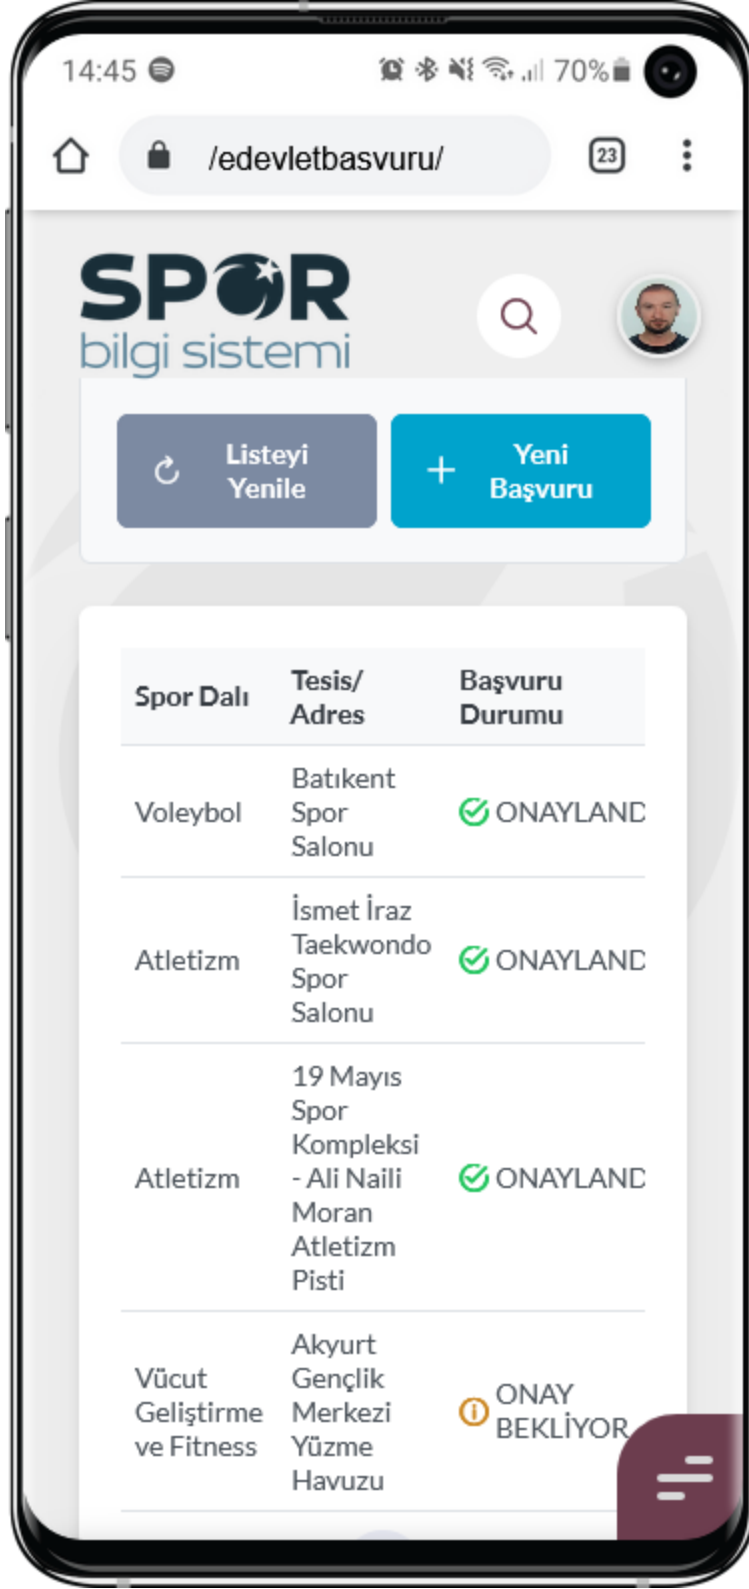 14:45
70%
/edevletbasvuru/
23
SPOR
bilgi sistemi
Listeyi
Yenile
Yeni
Başvuru
Spor Dalı
Tesis/
Adres
Başvuru
Durumu
Voleybol
Batıkent
Spor
Salonu
ONAYLAND
Atletizm
İsmet İraz
Taekwondo
Spor
Salonu
ONAYLAND
Atletizm
19 Mayıs
Spor
Kompleksi
- Ali Naili
Moran
Atletizm
Pisti
ONAYLAND
Vücut
Geliştirme
ve Fitness
Akyurt
Gençlik
Merkezi
Yüzme
Havuzu
ONAY
BEKLİYOR